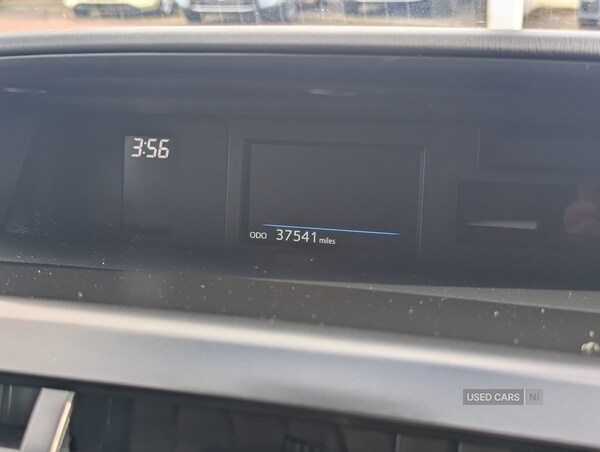 3:56
ODO 37541 miles
USED CARS NI